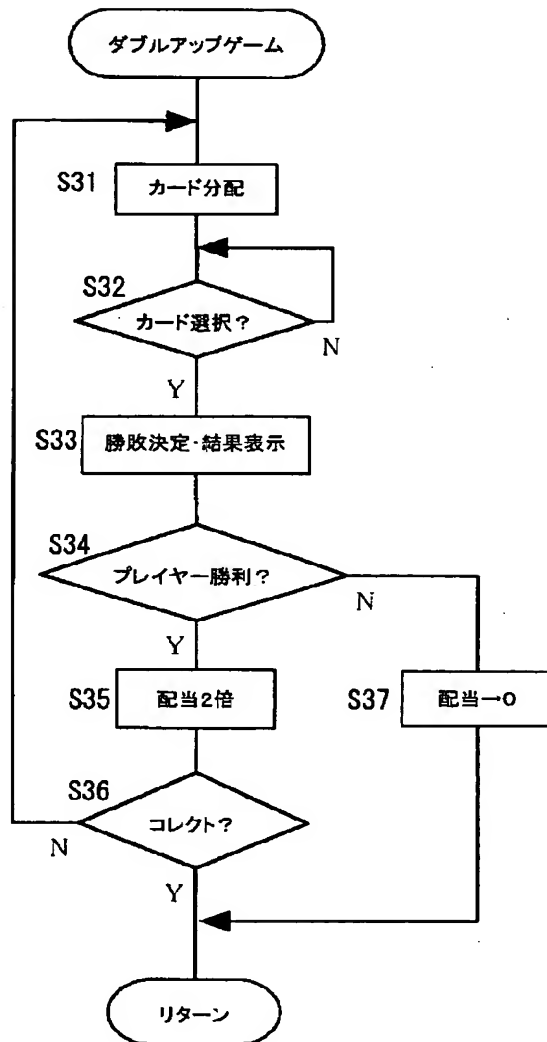 ダブルアップゲーム
S31
カード分配
S32
カード選択?
N
Y
S33
勝敗決定・結果表示
S34
プレイヤー勝利?
N
Y
S35
配当2倍
S37
配当→0
S36
コレクト?
N
Y
リターン